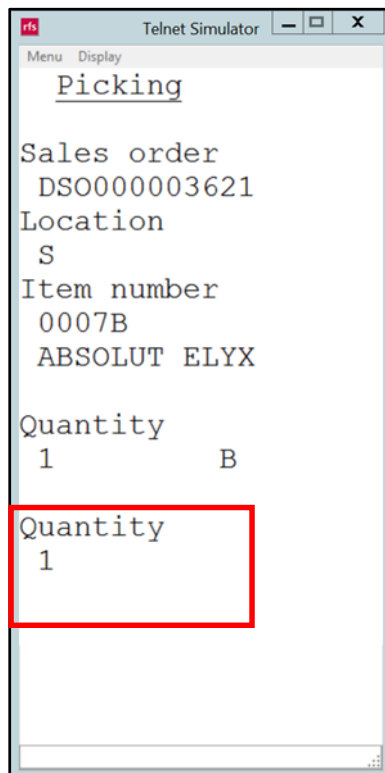 rfs Telnet Simulator X
Menu Display
Picking
Sales order
DSO000003621
Location
S
Item number
0007B
ABSOLUT ELYX
Quantity
1 B
Quantity
1